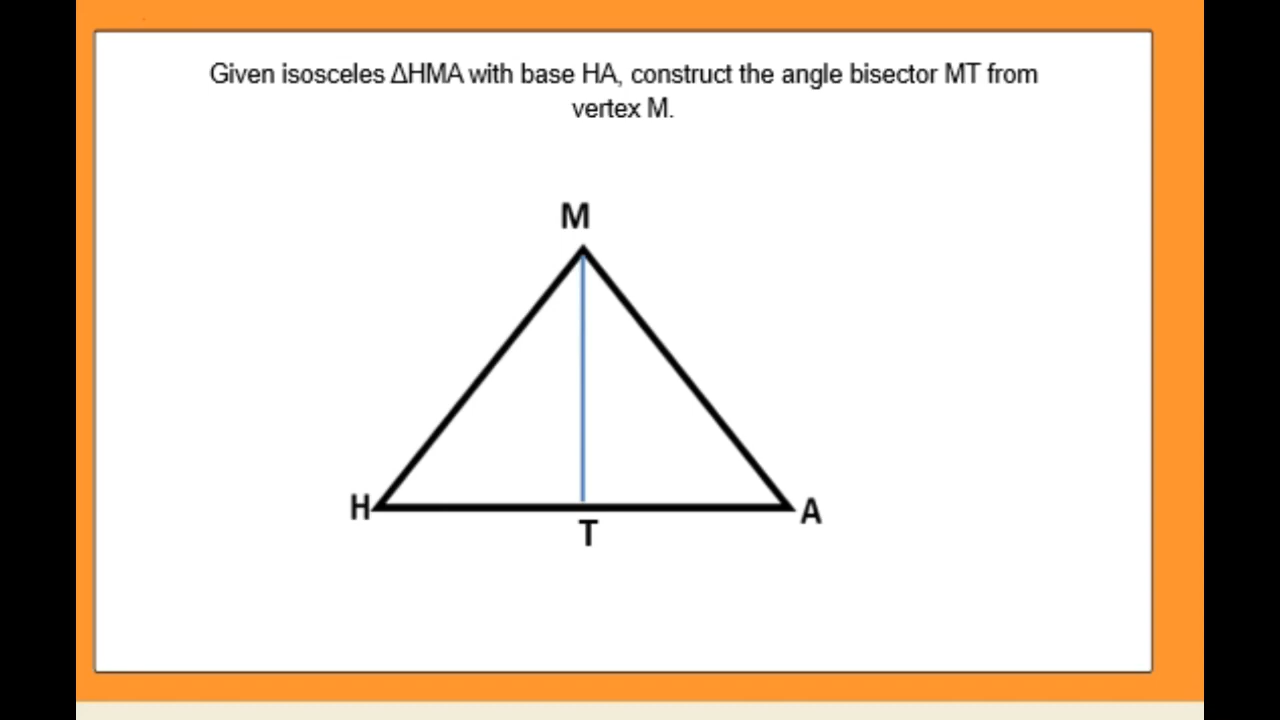 Given isosceles ΔHMA with base HA, construct the angle bisector MT from
vertex M.
M
H
A
T